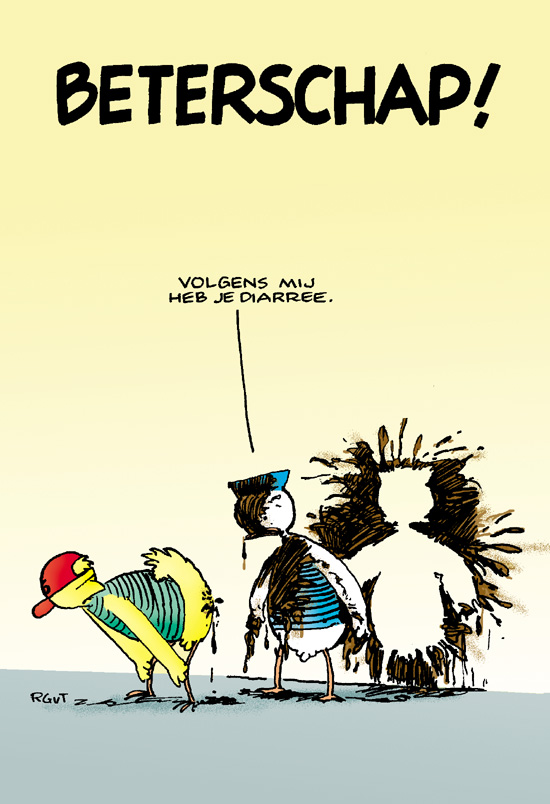 BETERSCHAP!
VOLGENS MIJ
HEB JE DIARREE.
RGVT